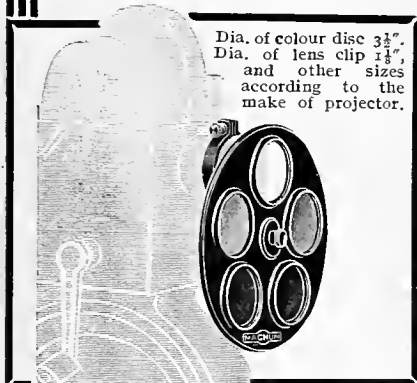 Dia. of colour disc 3½".
Dia. of lens clip 1⅛",
and other sizes
according to the
make of projector.
MACHUM